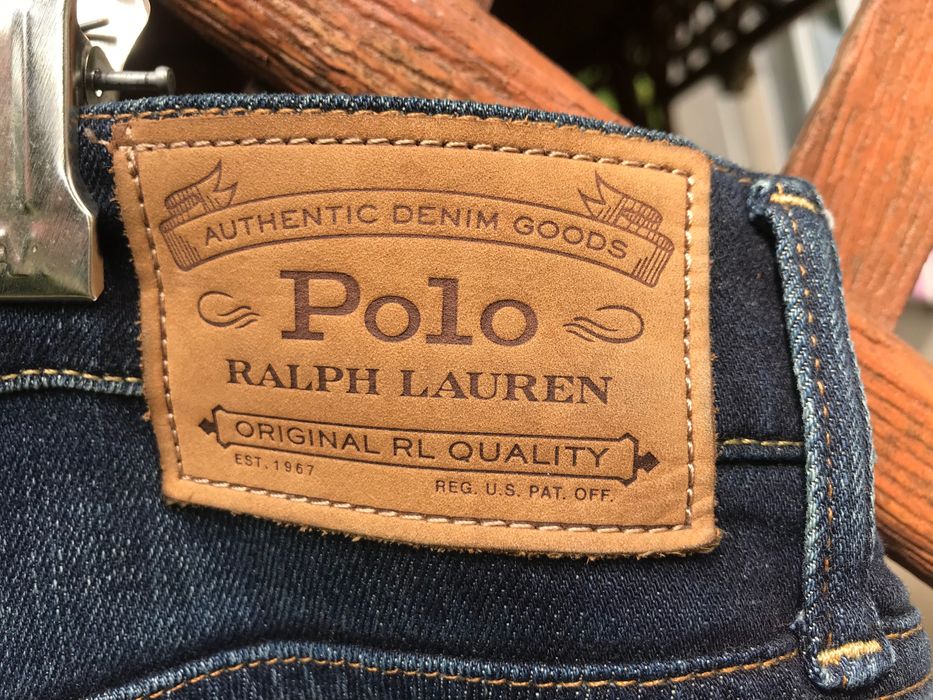 AUTHENTIC DENIM GOODS
Polo
RALPH LAUREN
ORIGINAL RL QUALITY
EST. 1967
REG. U.S. PAT. OFF.